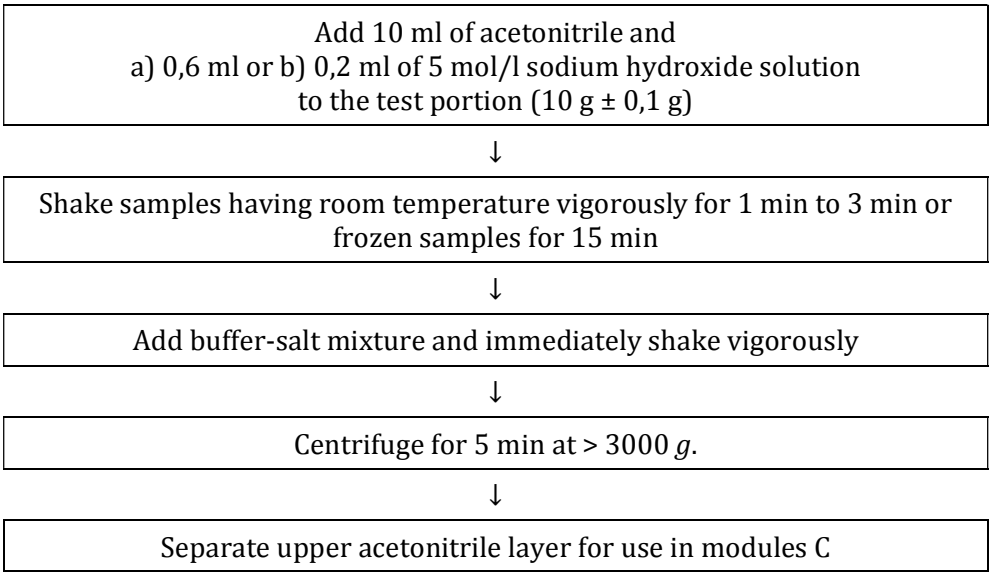 Add 10 ml of acetonitrile and
a) 0,6 ml or b) 0,2 ml of 5 mol/l sodium hydroxide solution
to the test portion (10 g ± 0,1 g)
↓
Shake samples having room temperature vigorously for 1 min to 3 min or
frozen samples for 15 min
↓
Add buffer-salt mixture and immediately shake vigorously
↓
Centrifuge for 5 min at > 3000 g.
↓
Separate upper acetonitrile layer for use in modules C